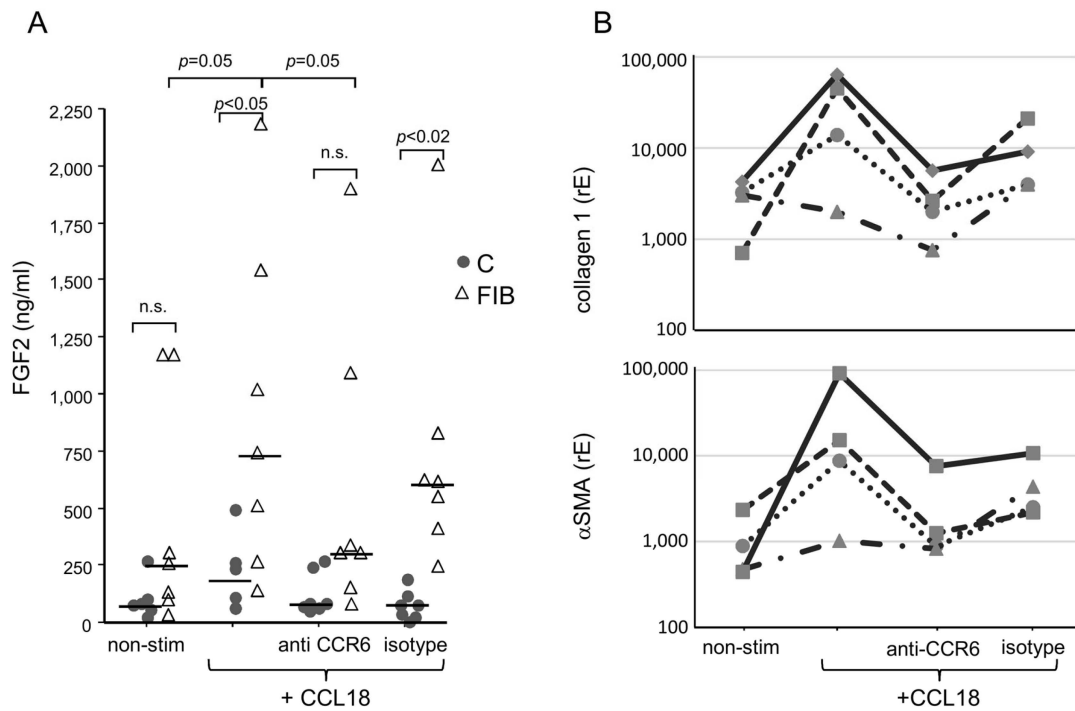 A
p=0.05
p=0.05
p<0.05
n.s.
p<0.02
n.s.
FGF2 (ng/ml)
2,250
2,000
1,750
1,500
1,250
1,000
750
500
250
0
C
FIB
non-stim
anti CCR6
isotype
+ CCL18
B
collagen 1 (rE)
100,000
10,000
1,000
100
αSMA (rE)
100,000
10,000
1,000
100
non-stim
anti-CCR6
isotype
+CCL18